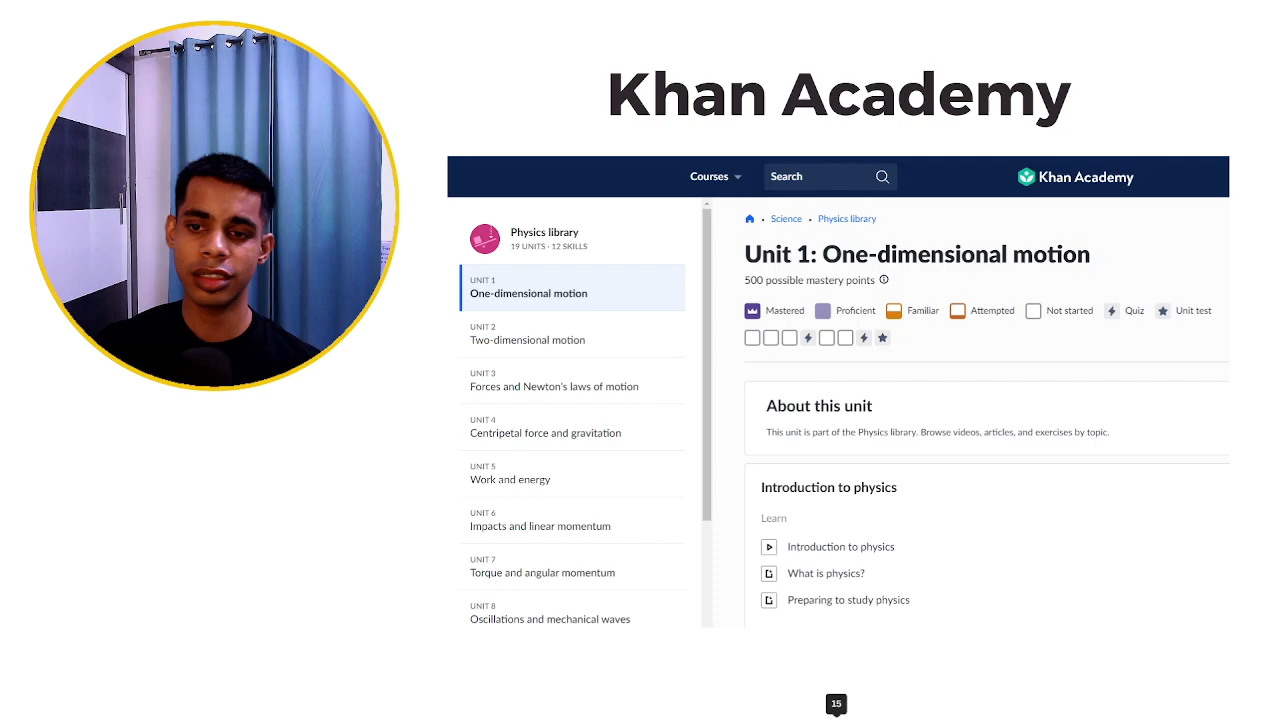 Khan Academy
Courses
Search
Khan Academy
Physics library
19 UNITS · 12 SKILLS
UNIT 1
One-dimensional motion
UNIT 2
Two-dimensional motion
UNIT 3
Forces and Newton's laws of motion
UNIT 4
Centripetal force and gravitation
UNIT 5
Work and energy
UNIT 6
Impacts and linear momentum
UNIT 7
Torque and angular momentum
UNIT 8
Oscillations and mechanical waves
Science • Physics library
Unit 1: One-dimensional motion
500 possible mastery points
Mastered Proficient Familiar Attempted Not started Quiz Unit test
About this unit
This unit is part of the Physics library. Browse videos, articles, and exercises by topic.
Introduction to physics
Learn
Introduction to physics
What is physics?
Preparing to study physics
15